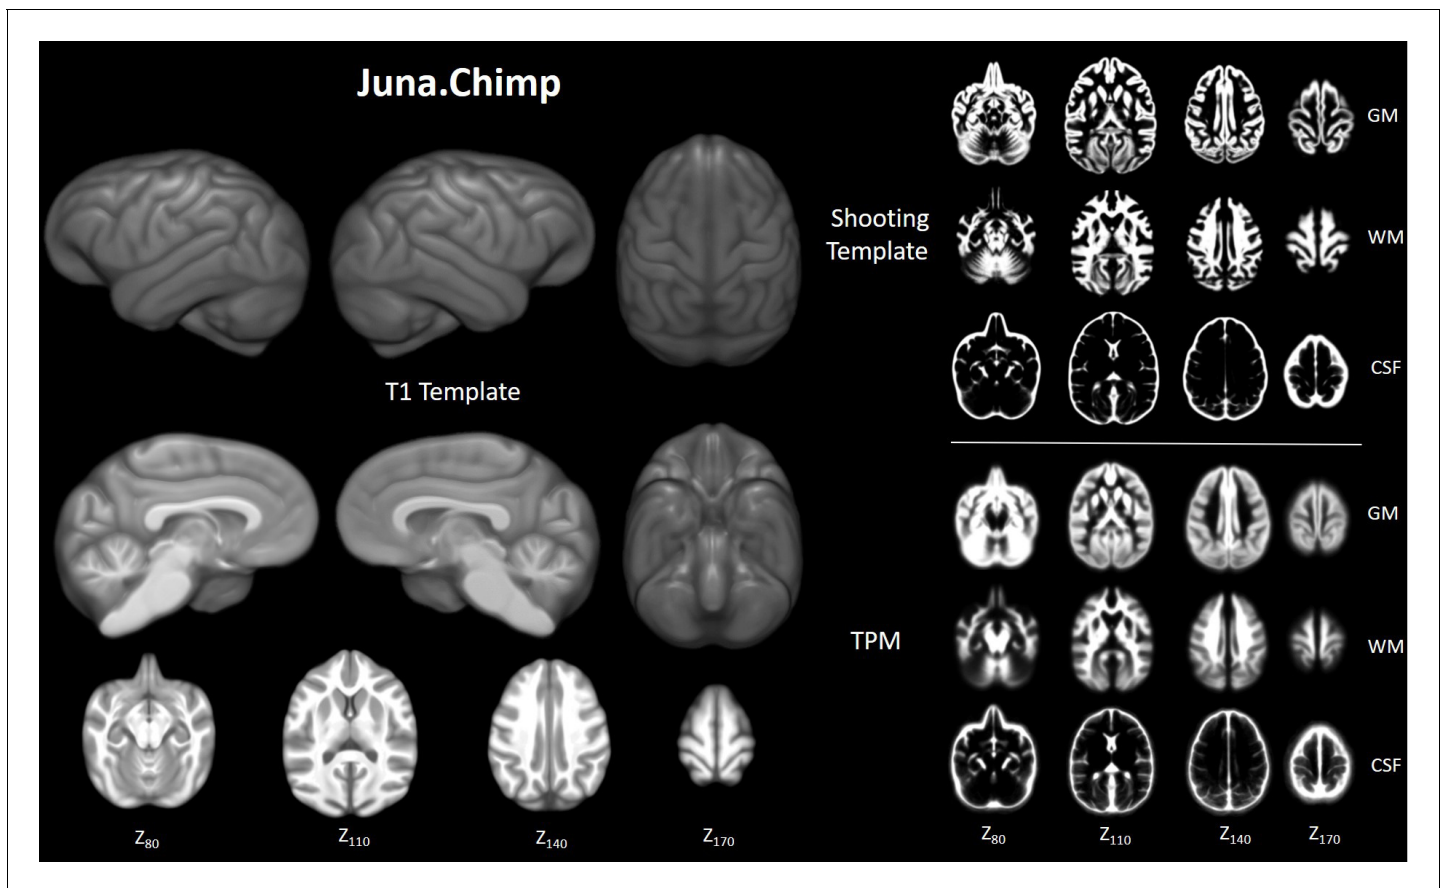 Juna.Chimp
T1 Template
Z80
Z110
Z140
Z170
Shooting
Template
GM
WM
CSF
TPM
GM
WM
CSF
Z80
Z110
Z140
Z170